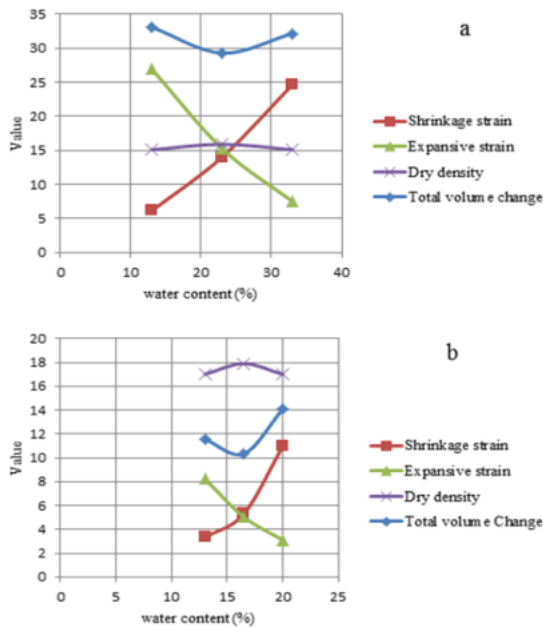 a
35
30
25
20
15
10
5
0
Value
0 10 20 30 40
water content (%)
Shrinkage strain
Expansive strain
Dry density
Total volume change
b
20
18
16
14
12
10
8
6
4
2
0
Value
0 5 10 15 20 25
water content (%)
Shrinkage strain
Expansive strain
Dry density
Total volume Change